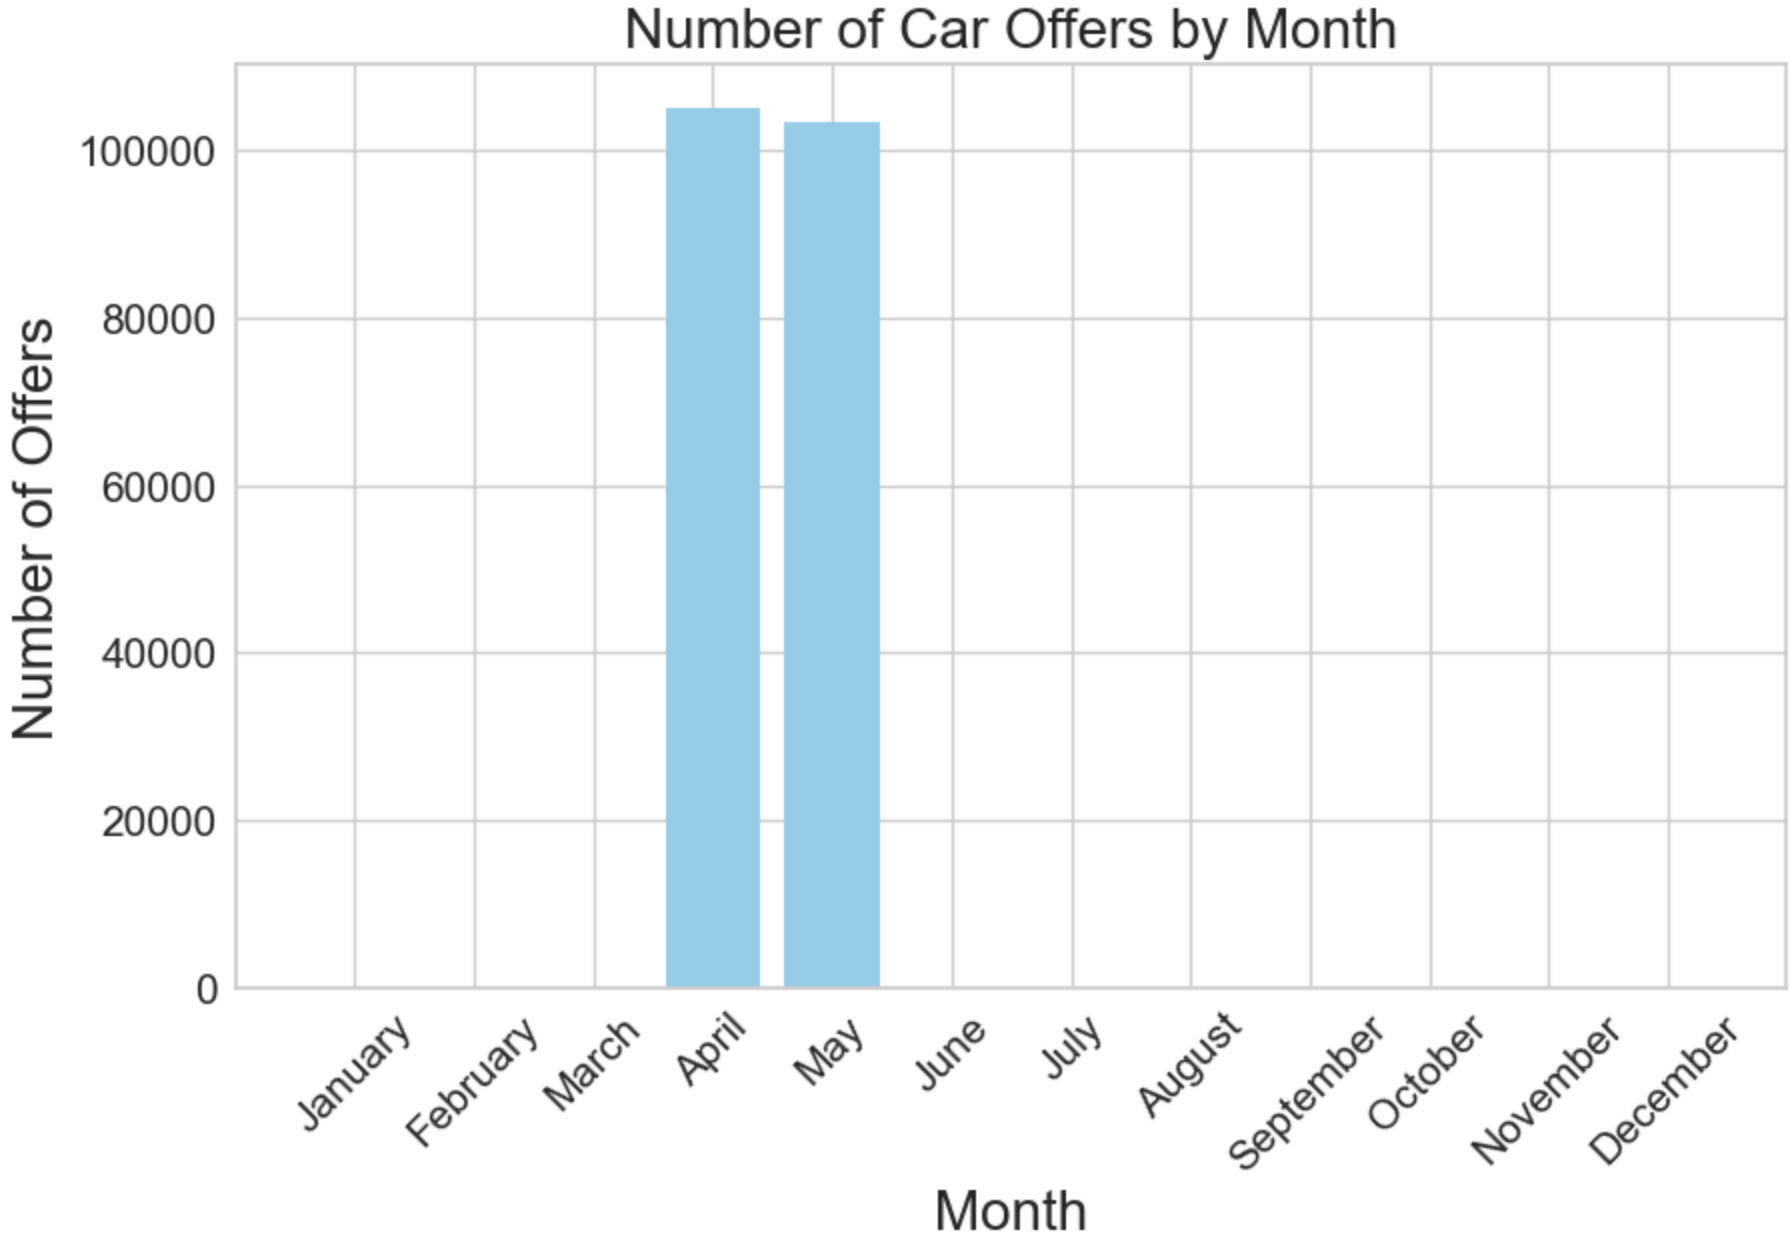 Number of Car Offers by Month
Number of Offers
100000
80000
60000
40000
20000
0
January
February
March
April
May
June
July
August
September
October
November
December
Month